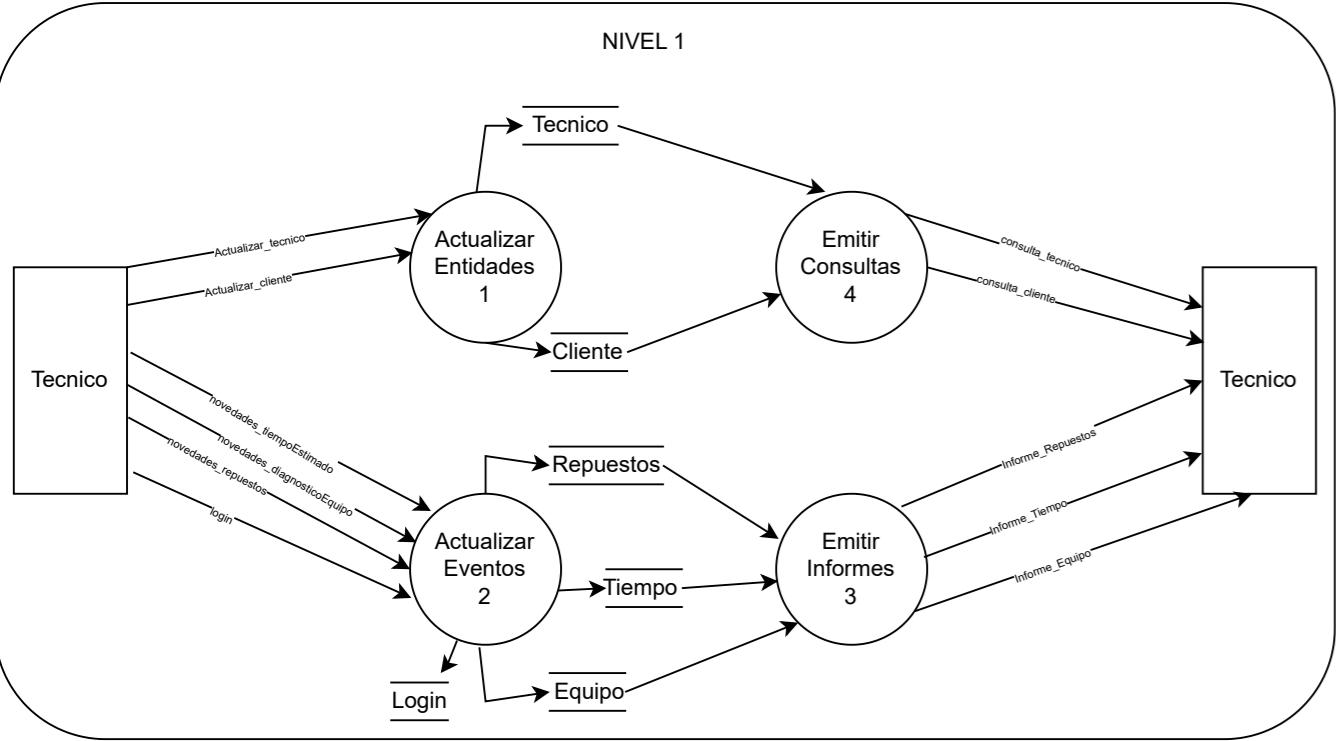 NIVEL 1
Tecnico
Actualizar_tecnico
Actualizar
Entidades
1
Emitir
Consultas
4
consulta_tecnico
Actualizar_cliente
consulta_cliente
Cliente
Tecnico
Tecnico
novedades_tiempoEstimado
novedades_diagnosticoEquipo
novedades_repuestos
login
Repuestos
Informe_Repuestos
Actualizar
Eventos
2
Emitir
Informes
3
Informe_Tiempo
Tiempo
Informe_Equipo
Login
Equipo